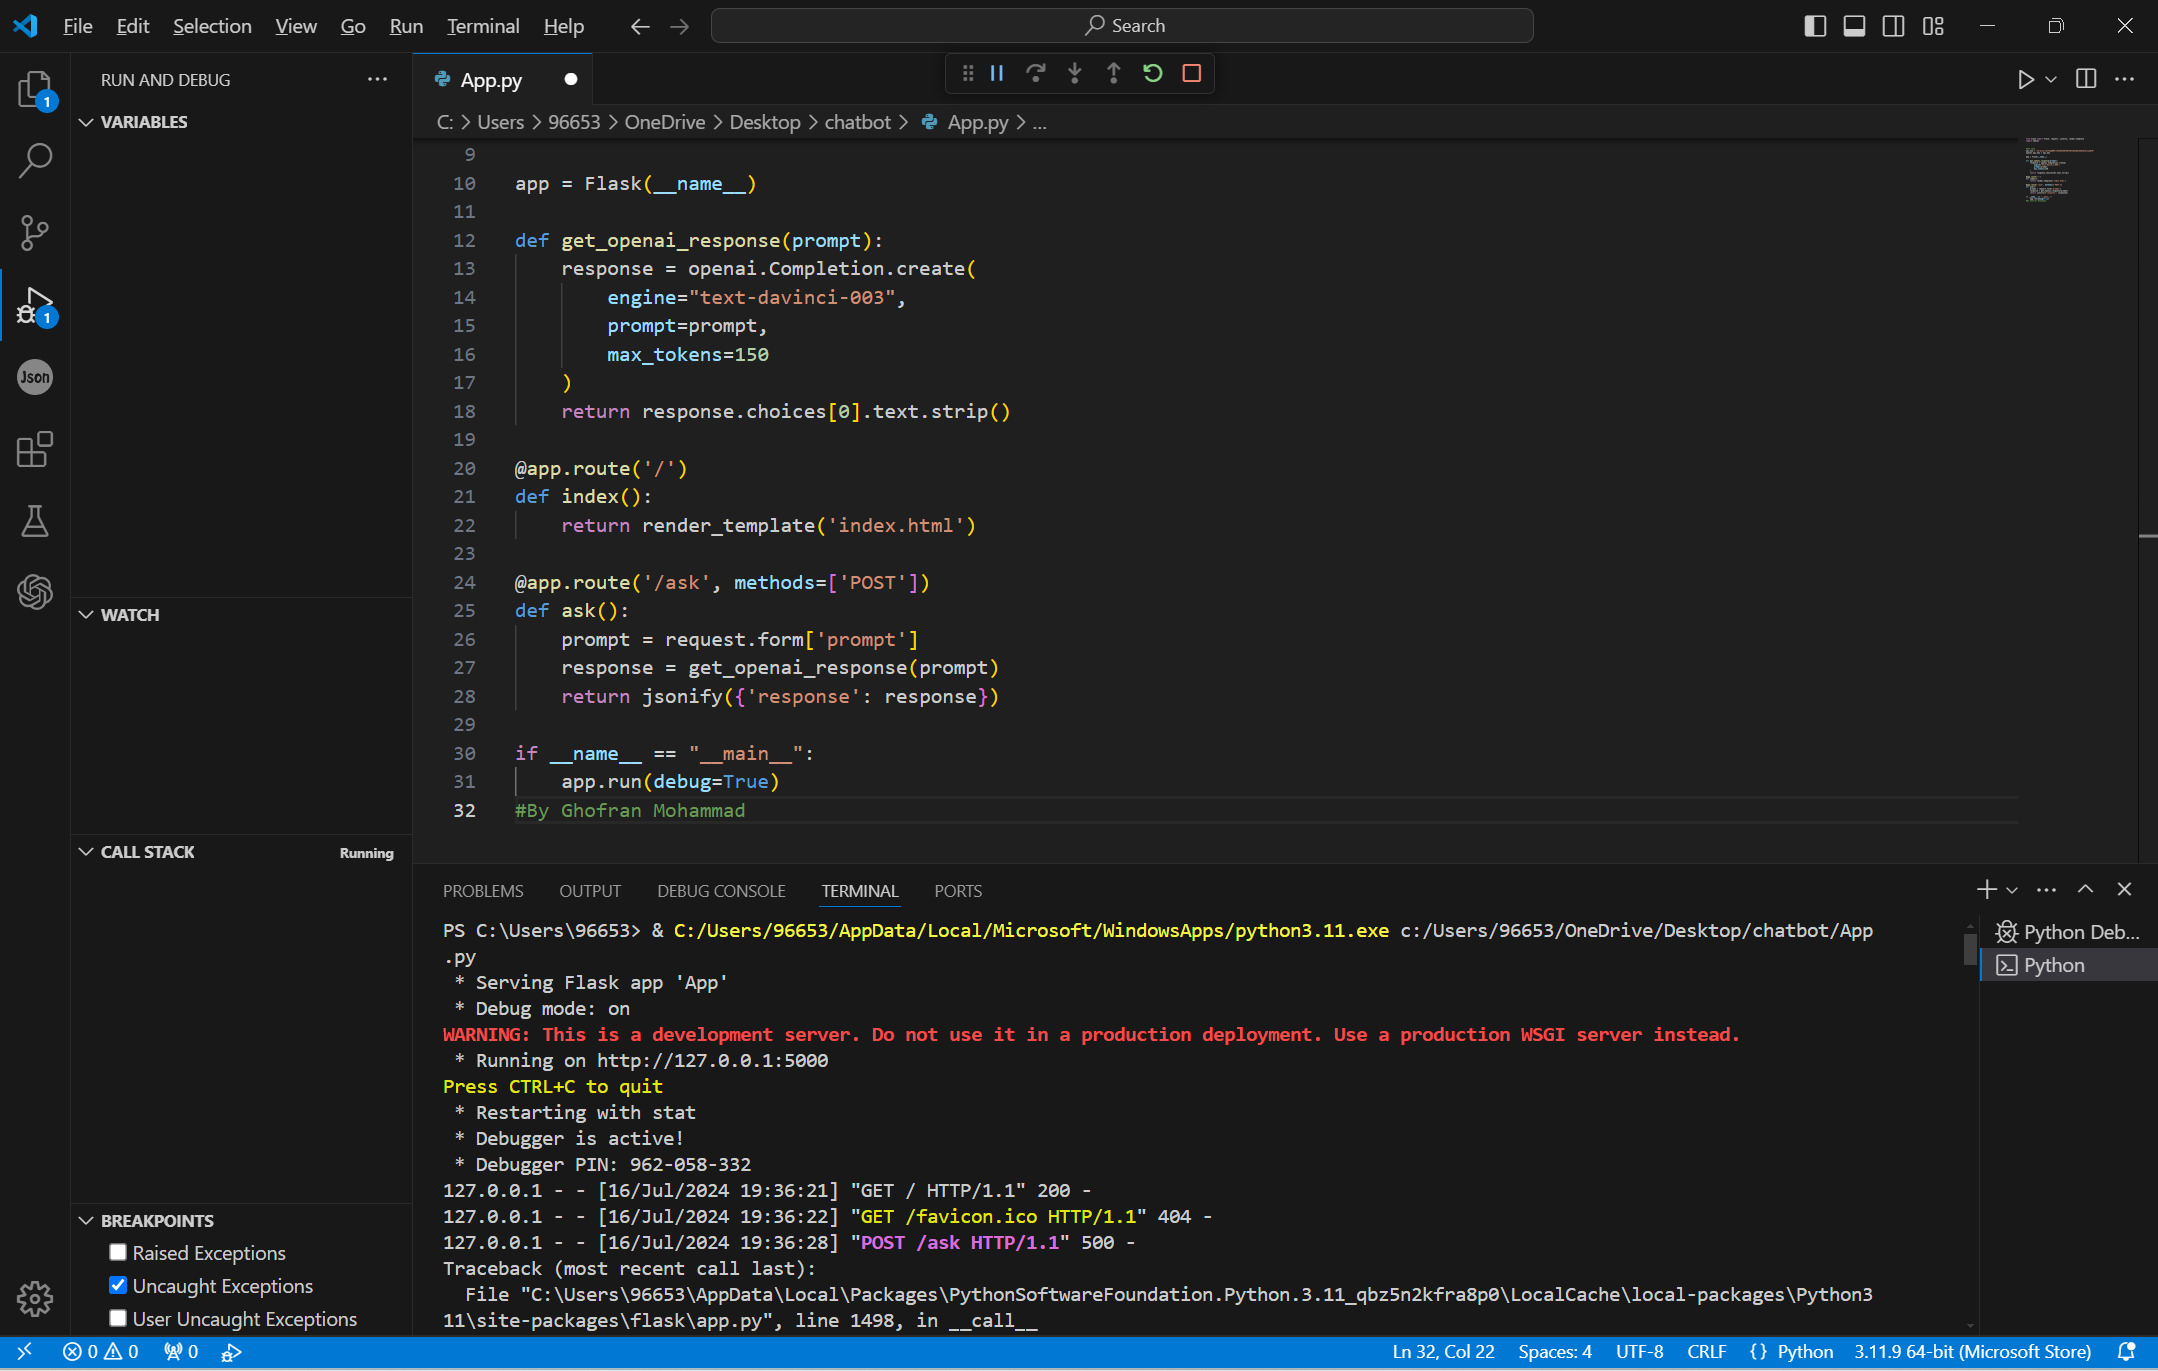 File Edit Selection View Go Run Terminal Help
Search
RUN AND DEBUG
App.py
1
VARIABLES
C: > Users > 96653 > OneDrive > Desktop > chatbot > App.py > ...
9
10 app = Flask(__name__)
11
12 def get_openai_response(prompt):
13 response = openai.Completion.create(
14 engine="text-davinci-003",
15 prompt=prompt,
16 max_tokens=150
17 )
18 return response.choices[0].text.strip()
19
20 @app.route('/')
21 def index():
22 return render_template('index.html')
23
24 @app.route('/ask', methods=['POST'])
25 def ask():
26 prompt = request.form['prompt']
27 response = get_openai_response(prompt)
28 return jsonify({'response': response})
29
30 if __name__ == "__main__":
31 app.run(debug=True)
32 #By Ghofran Mohammad
1
Json
WATCH
CALL STACK
Running
BREAKPOINTS
Raised Exceptions
Uncaught Exceptions
User Uncaught Exceptions
PROBLEMS OUTPUT DEBUG CONSOLE TERMINAL PORTS
PS C:\Users\96653> & C:/Users/96653/AppData/Local/Microsoft/WindowsApps/python3.11.exe c:/Users/96653/OneDrive/Desktop/chatbot/App
.py
* Serving Flask app 'App'
* Debug mode: on
WARNING: This is a development server. Do not use it in a production deployment. Use a production WSGI server instead.
* Running on http://127.0.0.1:5000
Press CTRL+C to quit
* Restarting with stat
* Debugger is active!
* Debugger PIN: 962-058-332
127.0.0.1 - - [16/Jul/2024 19:36:21] "GET / HTTP/1.1" 200 -
127.0.0.1 - - [16/Jul/2024 19:36:22] "GET /favicon.ico HTTP/1.1" 404 -
127.0.0.1 - - [16/Jul/2024 19:36:28] "POST /ask HTTP/1.1" 500 -
Traceback (most recent call last):
File "C:\Users\96653\AppData\Local\Packages\PythonSoftwareFoundation.Python.3.11_qbz5n2kfra8p0\LocalCache\local-packages\Python3
11\site-packages\flask\app.py", line 1498, in __call__
Python Deb...
Python
0 0 0
Ln 32, Col 22 Spaces: 4 UTF-8 CRLF {} Python 3.11.9 64-bit (Microsoft Store)